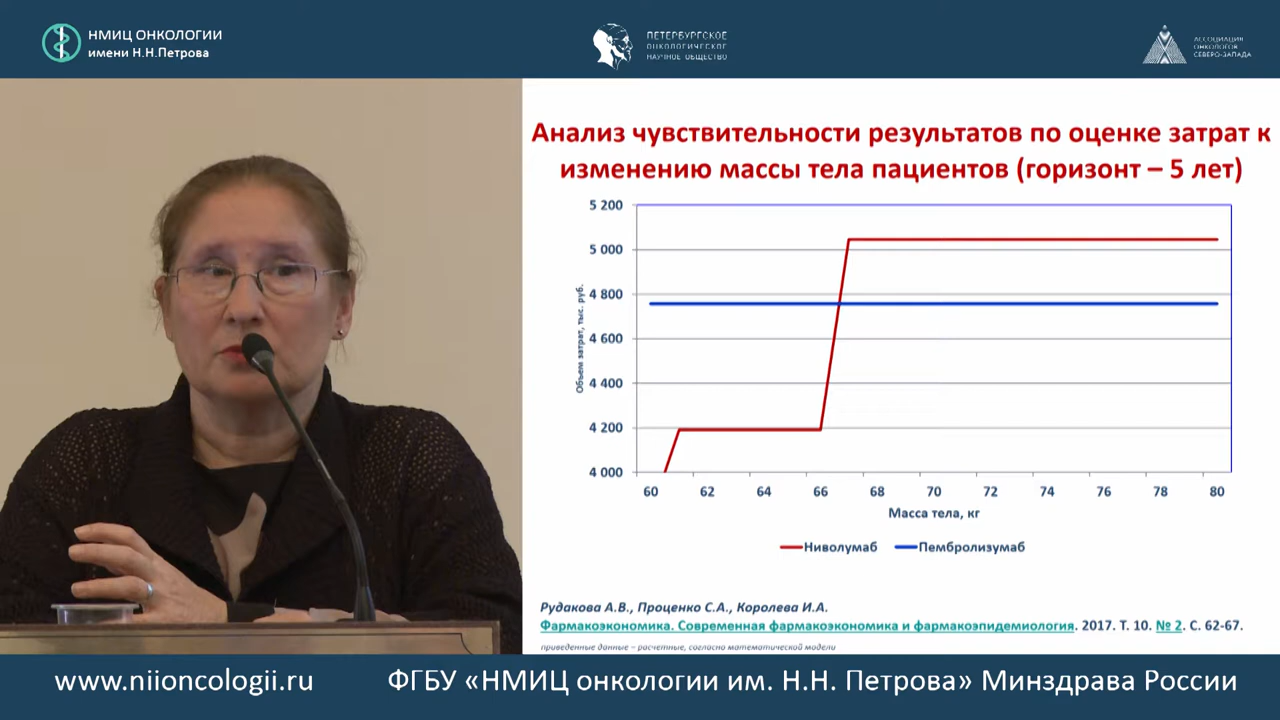 НМИЦ ОНКОЛОГИИ
имени Н.Н.Петрова
ПЕТЕРБУРГСКОЕ
ОНКОЛОГИЧЕСКОЕ
НАУЧНОЕ ОБЩЕСТВО
АССОЦИАЦИЯ
ОНКОЛОГОВ
СЕВЕРО-ЗАПАДА
Анализ чувствительности результатов по оценке затрат к
изменению массы тела пациентов (горизонт – 5 лет)
5 200
5 000
4 800
4 600
4 400
4 200
4 000
Объем затрат, тыс. руб.
60 62 64 66 68 70 72 74 76 78 80
Масса тела, кг
Ниволумаб Пембролизумаб
Рудакова А.В., Проценко С.А., Королева И.А.
Фармакоэкономика. Современная фармакоэкономика и фармакоэпидемиология. 2017. Т. 10. № 2. С. 62-67.
приведенные данные – расчетные, согласно математической модели
www.niioncologii.ru ФГБУ «НМИЦ онкологии им. Н.Н. Петрова» Минздрава России